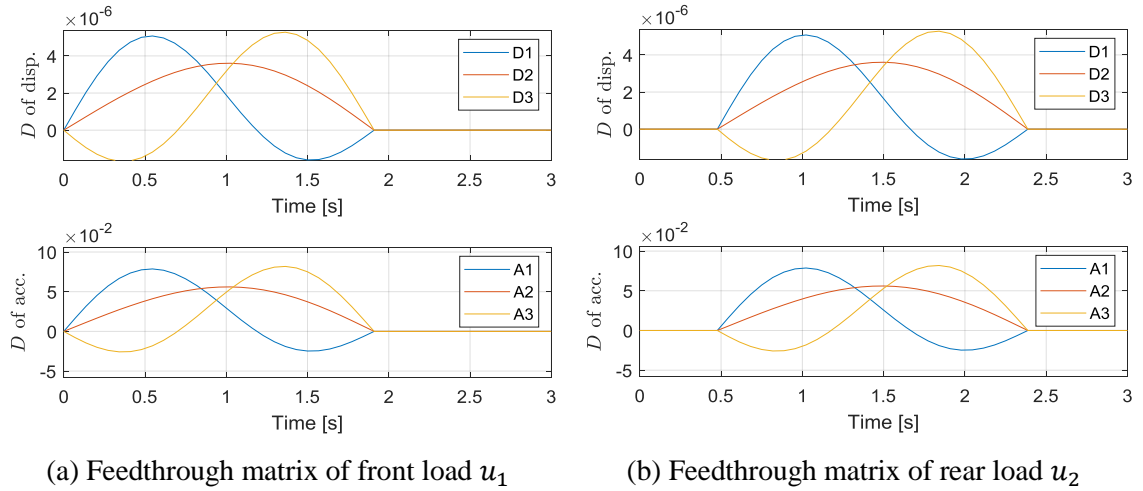 ×10⁻⁶
D of disp.
6
4
2
0
D1
D2
D3
0 0.5 1 1.5 2 2.5 3
Time [s]
×10⁻²
D of acc.
10
5
0
-5
A1
A2
A3
0 0.5 1 1.5 2 2.5 3
Time [s]
(a) Feedthrough matrix of front load u₁
×10⁻⁶
D of disp.
4
2
0
D1
D2
D3
0 0.5 1 1.5 2 2.5 3
Time [s]
×10⁻²
D of acc.
10
5
0
-5
A1
A2
A3
0 0.5 1 1.5 2 2.5 3
Time [s]
(b) Feedthrough matrix of rear load u₂